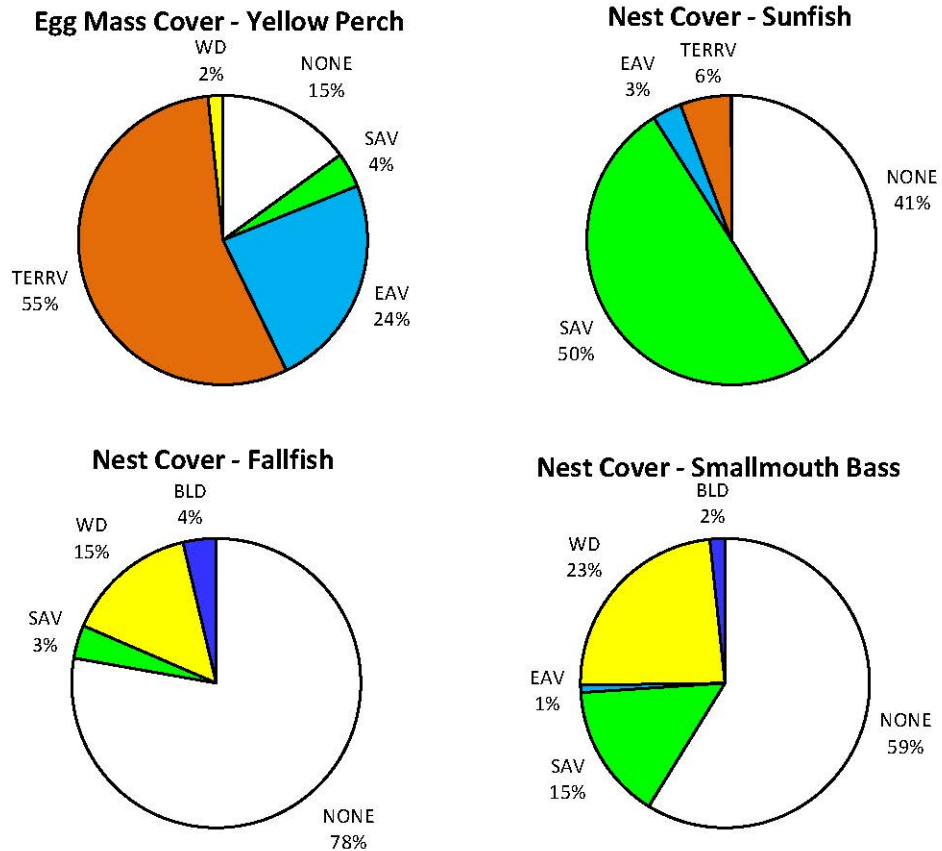 Egg Mass Cover - Yellow Perch
WD
2%
NONE
15%
SAV
4%
EAV
24%
TERRV
55%
Nest Cover - Sunfish
TERRV
6%
EAV
3%
NONE
41%
SAV
50%
Nest Cover - Fallfish
BLD
4%
WD
15%
SAV
3%
NONE
78%
Nest Cover - Smallmouth Bass
BLD
2%
WD
23%
EAV
1%
SAV
15%
NONE
59%